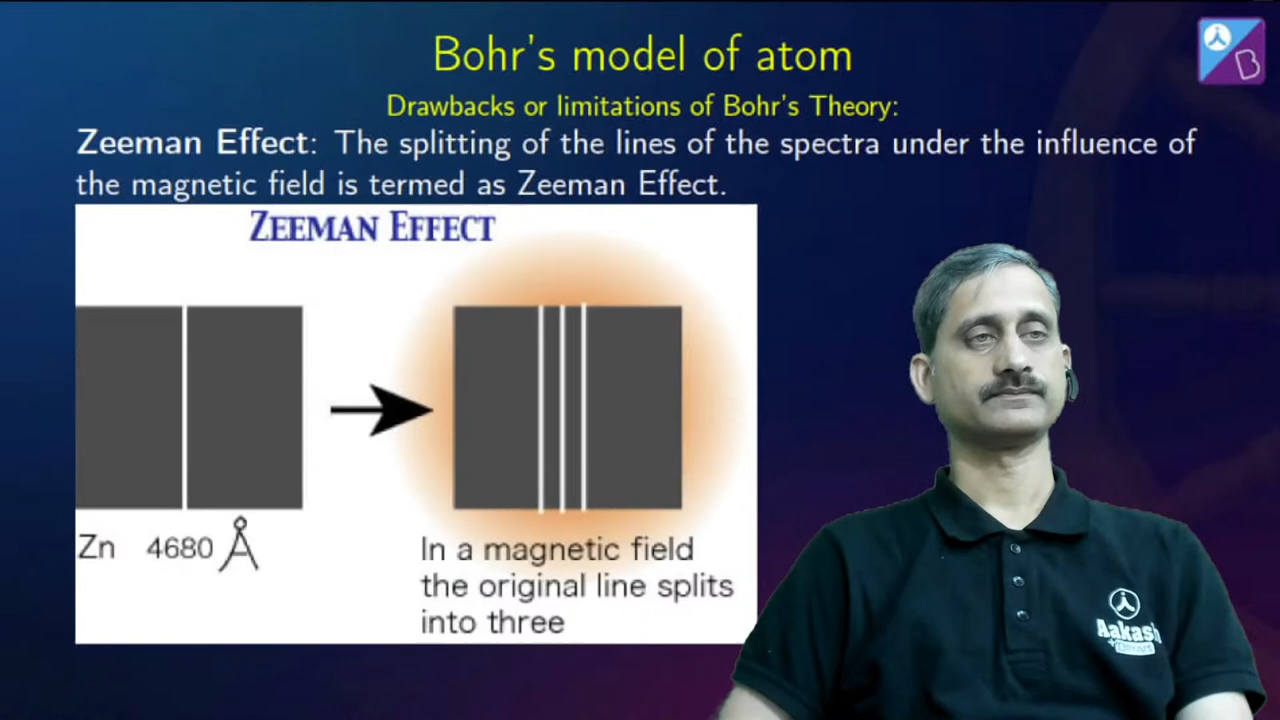 Bohr's model of atom
Drawbacks or limitations of Bohr's Theory:
Zeeman Effect: The splitting of the lines of the spectra under the influence of
the magnetic field is termed as Zeeman Effect.
ZEEMAN EFFECT
Zn 4680 Å
In a magnetic field
the original line splits
into three
Aakash
B